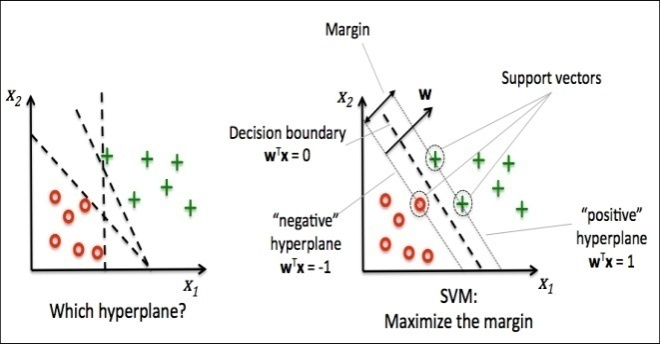 x2
x1
Which hyperplane?
Margin
Support vectors
x2
w
Decision boundary
wTx = 0
"negative"
hyperplane
wTx = -1
"positive"
hyperplane
wTx = 1
x1
SVM:
Maximize the margin